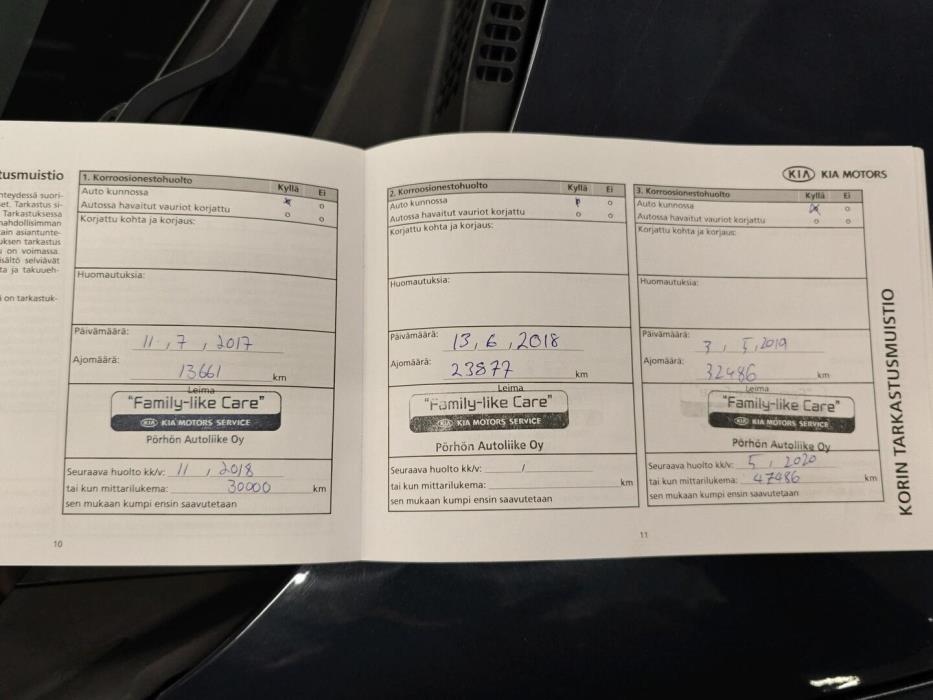 tusmuistio
nteydessä suori-
set. Tarkastus si-
Tarkastuksessa
nahdollisimman
tain asiantunte-
uksen tarkastus
u on voimassa.
isältö selviävät
ta ja takuueh-
i on tarkastuk-
1. Korroosionestohuolto Kyllä Ei
Auto kunnossa
Autossa havaitut vauriot korjattu
Korjattu kohta ja korjaus:
Huomautuksia:
Päivämäärä: 11 , 7 , 2017
Ajomäärä: 13661 km
Leima
"Family-like Care"
KIA KIA MOTORS SERVICE
Pörhön Autoliike Oy
Seuraava huolto kk/v: 11 , 2018
tai kun mittarilukema: 30000 km
sen mukaan kumpi ensin saavutetaan
10
2. Korroosionestohuolto Kyllä Ei
Auto kunnossa
Autossa havaitut vauriot korjattu
Korjattu kohta ja korjaus:
Huomautuksia:
Päivämäärä: 13, 6 , 2018
Ajomäärä: 23877 km
Leima
"Family-like Care"
KIA KIA MOTORS SERVICE
Pörhön Autoliike Oy
Seuraava huolto kk/v: /
tai kun mittarilukema: km
sen mukaan kumpi ensin saavutetaan
KIA KIA MOTORS
3. Korroosionestohuolto Kyllä Ei
Auto kunnossa
Autossa havaitut vauriot korjattu
Korjattu kohta ja korjaus:
Huomautuksia:
Päivämäärä: 3 , 5, 2019
Ajomäärä: 32486 km
Leima
"Family-like Care"
KIA KIA MOTORS SERVICE
Pörhön Autoliike Oy
Seuraava huolto kk/v: 5 , 2020
tai kun mittarilukema: 47486 km
sen mukaan kumpi ensin saavutetaan
11
KORIN TARKASTUSMUISTIO